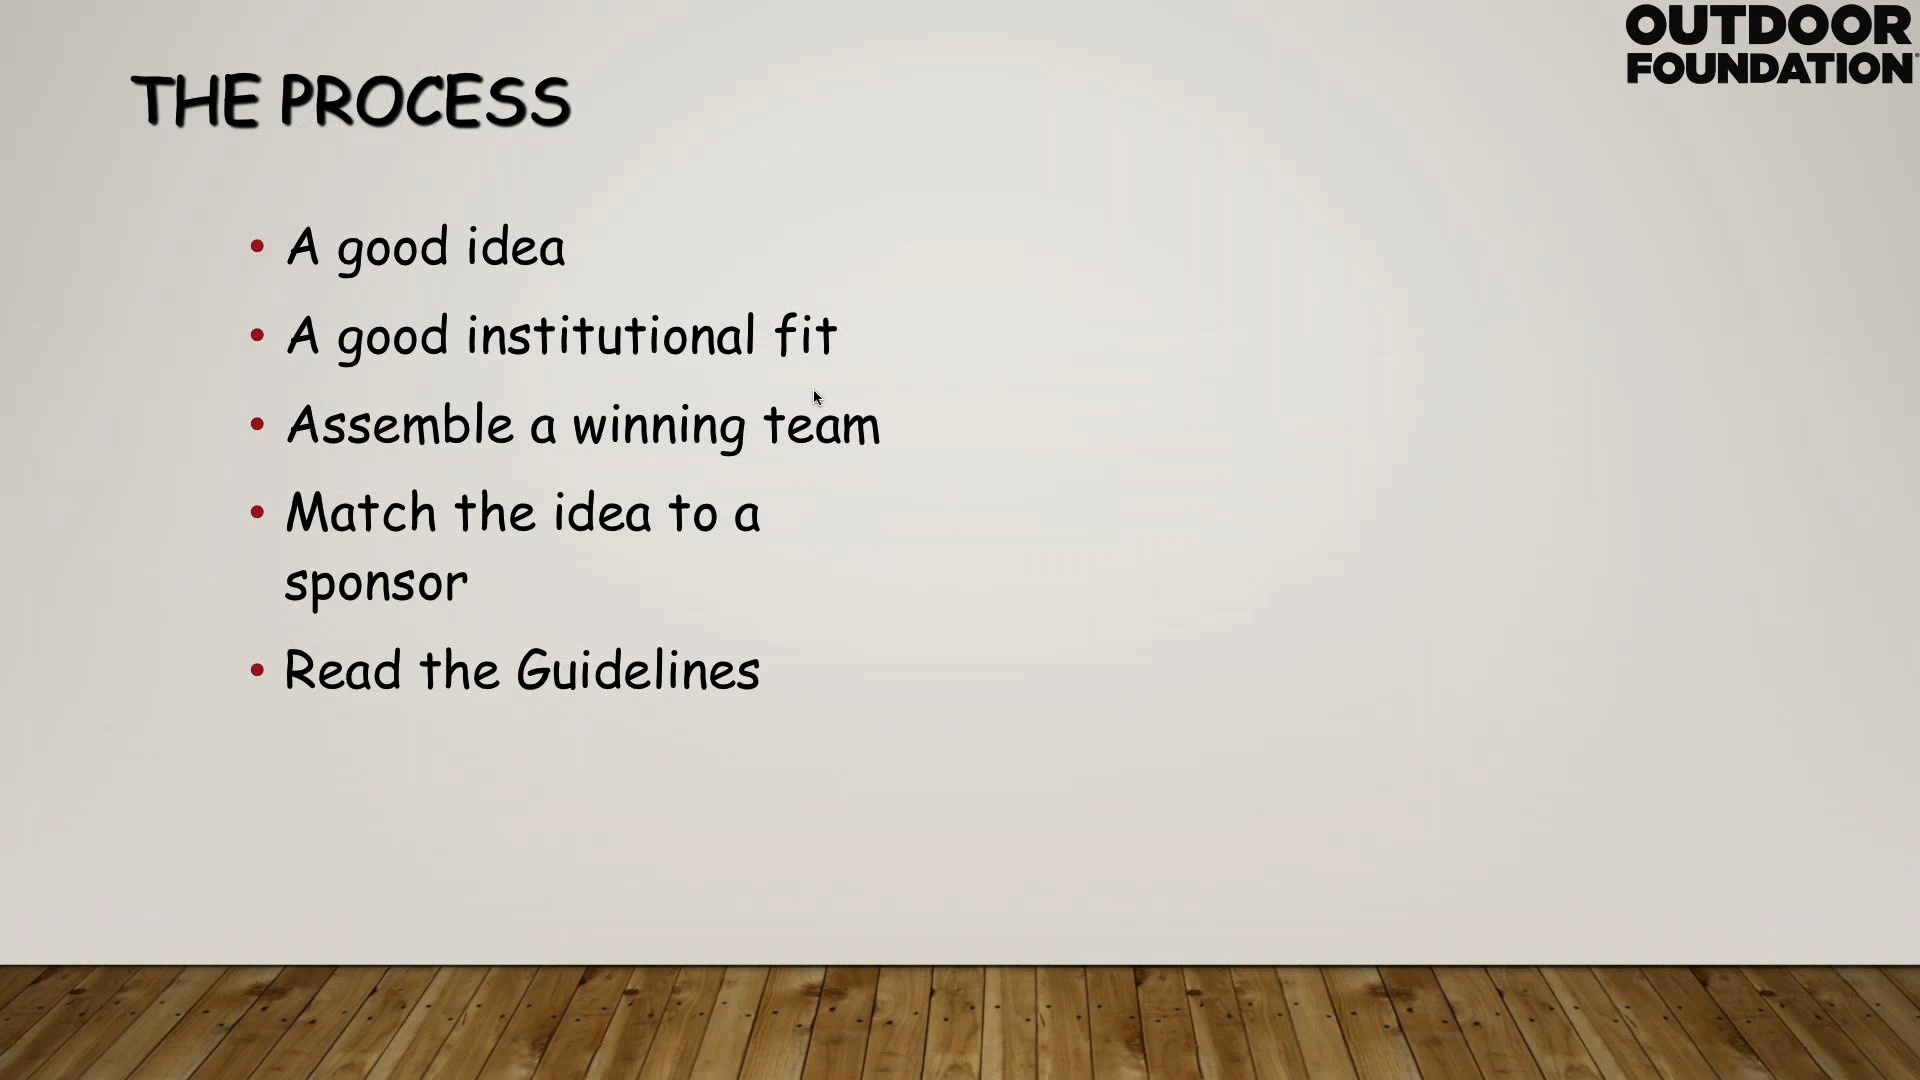 OUTDOOR
FOUNDATION
THE PROCESS
• A good idea
• A good institutional fit
• Assemble a winning team
• Match the idea to a
sponsor
• Read the Guidelines